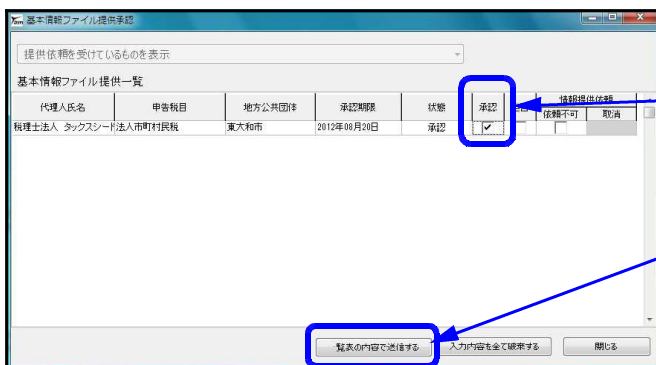 基本情報ファイル提供承認
提供依頼を受けているものを表示
基本情報ファイル提供一覧
代理人氏名 申告税目 地方公共団体 承認期限 状態 承認 情報提供依頼
依頼不可 取消
税理士法人 タックスシード 法人市町村民税 東大和市 2012年08月20日 承認
覧表の内容で送信する 入力内容を全て破棄する 閉じる